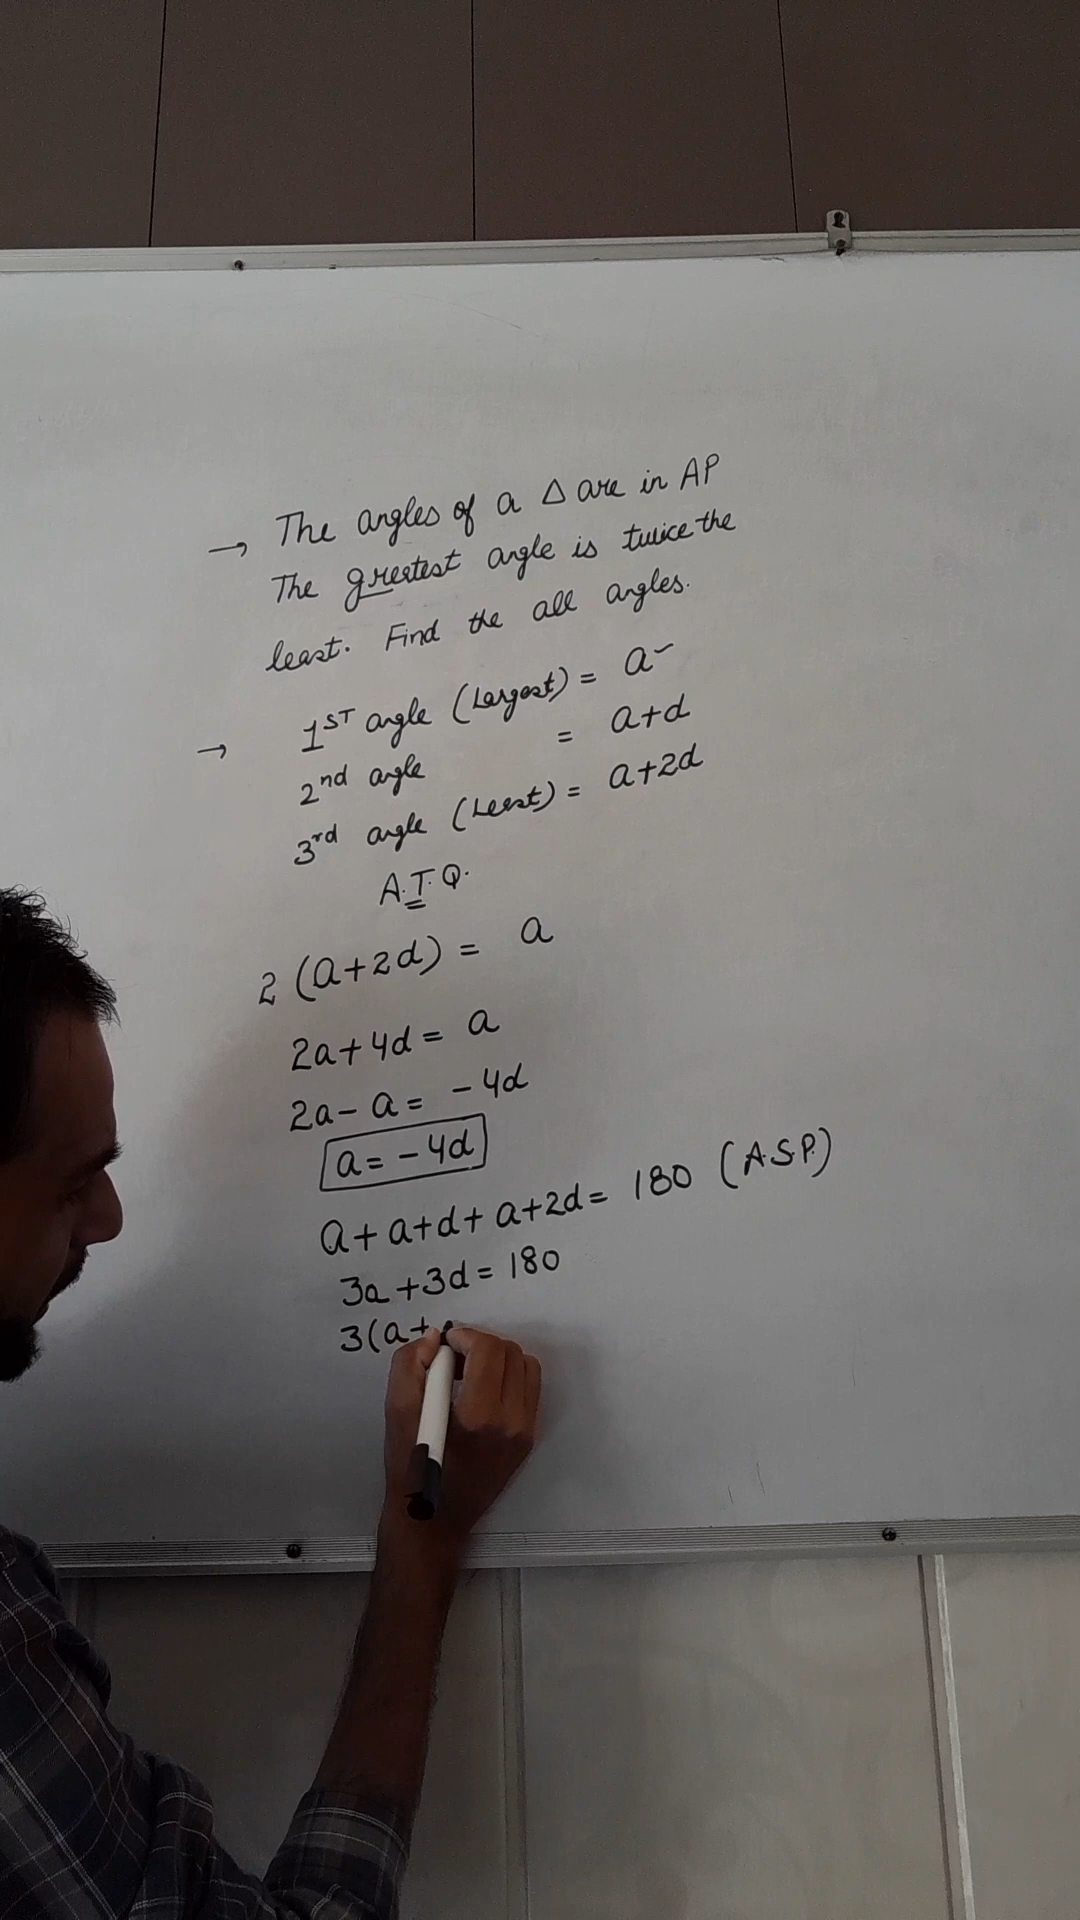 → The angles of a Δ are in AP
The greatest angle is twice the
least. Find the all angles.
→ 1ST angle (Largest) = a
2nd angle = a+d
3rd angle (Least) = a+2d
A.T.Q.
2 (a+2d) = a
2a+4d = a
2a- a = -4d
a = -4d
a+ a+d+ a+2d = 180 (A.S.P.)
3a +3d = 180
3(a+